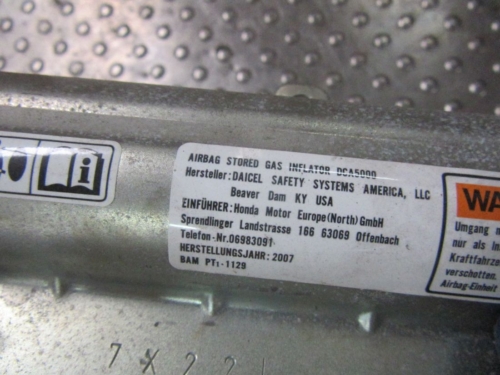 AIRBAG STORED GAS INFLATOR DCA5000
Hersteller:DAICEL SAFETY SYSTEMS AMERICA, LLC
Beaver Dam KY USA
EINFÜHRER:Honda Motor Europe(North)GmbH
Sprendlinger Landstrasse 166 63069 Offenbach
Telefon-Nr.06983091
HERSTELLUNGSJAHR:2007
BAM PT₁-1129
WA
Umgang
nur als In
Kraftfahrze
verschotten.
Airbag-Einheit
7X22